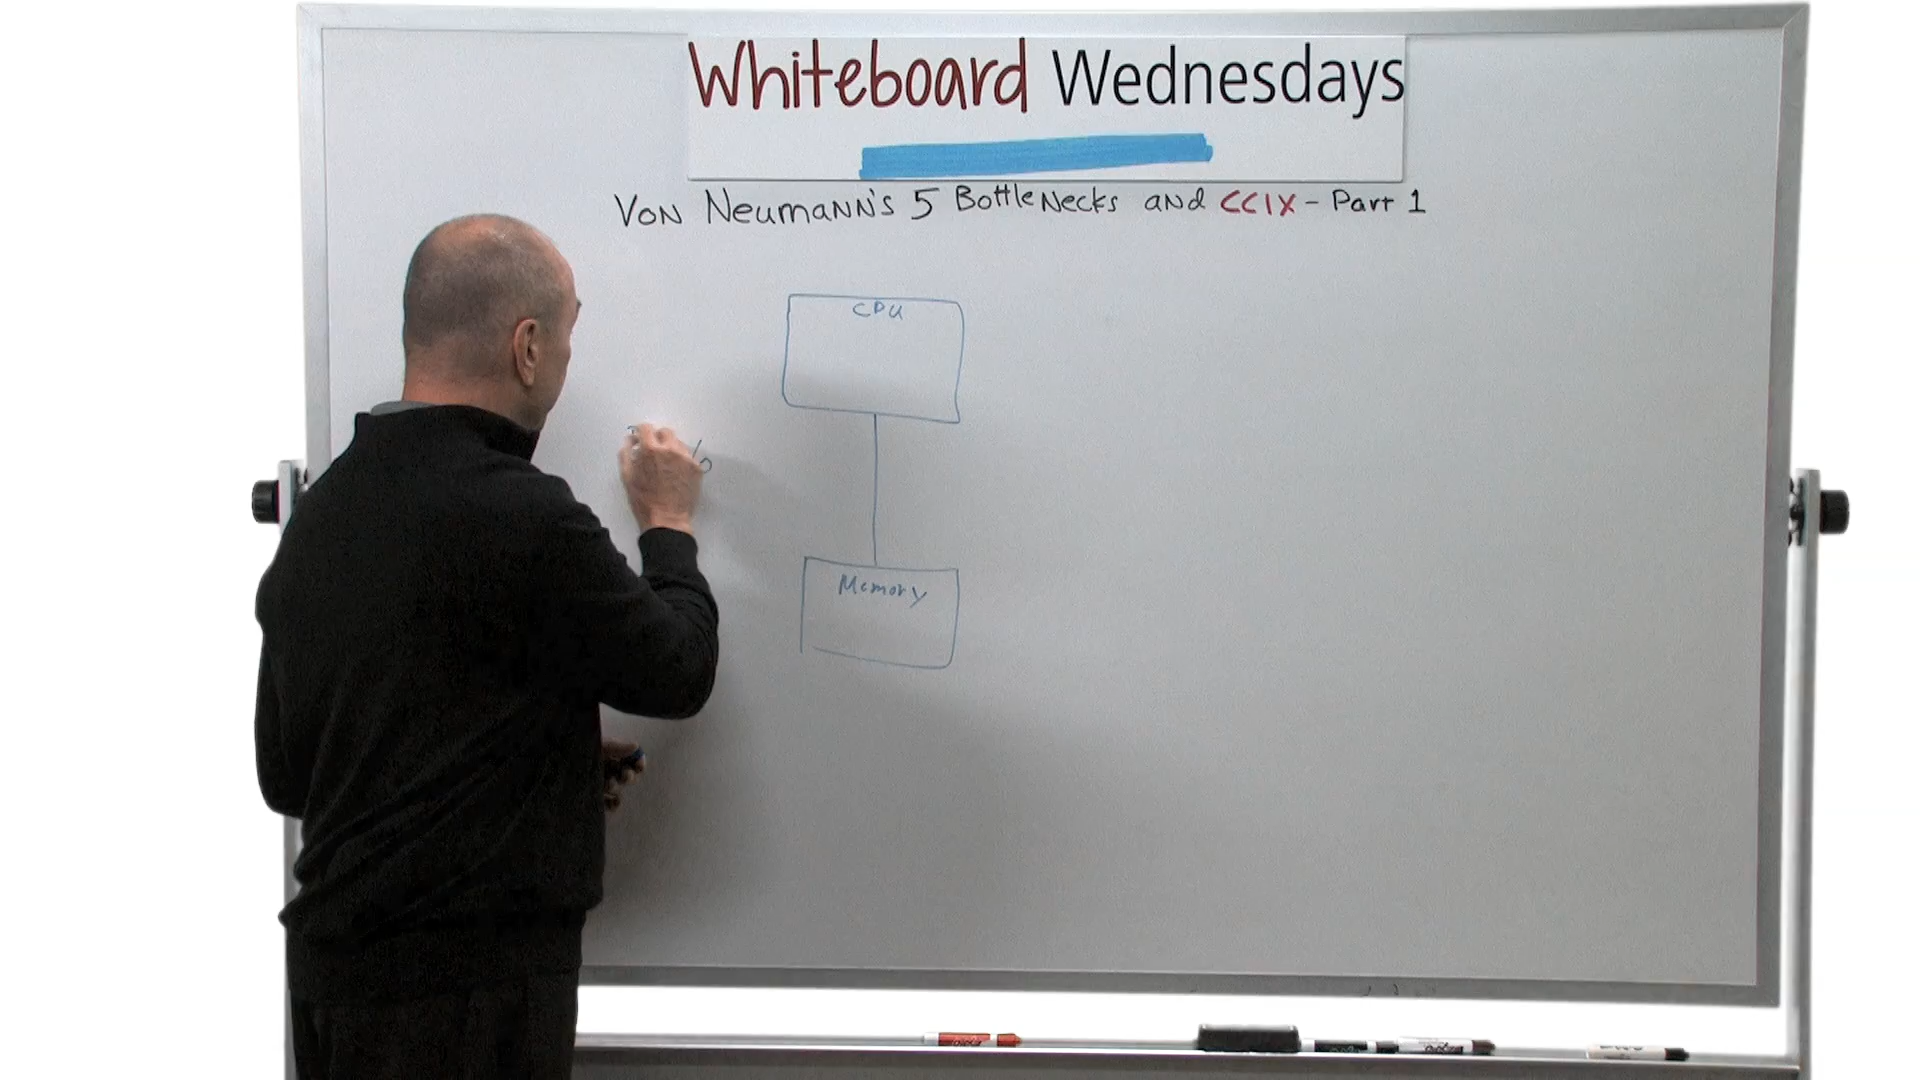 Whiteboard Wednesdays
Von Neumann's 5 Bottlenecks and CCIX - Part 1
CPU
Memory